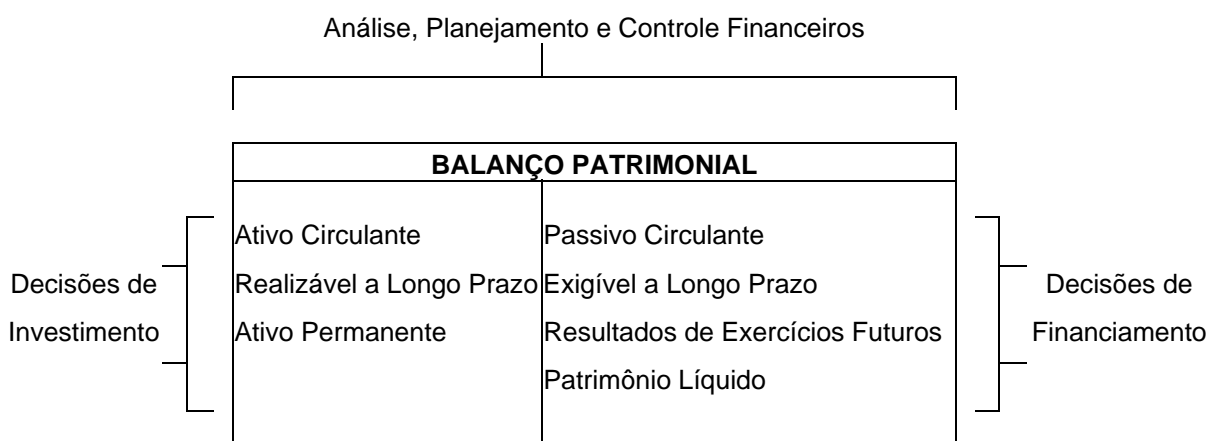 Análise, Planejamento e Controle Financeiros
BALANÇO PATRIMONIAL
Ativo Circulante
Realizável a Longo Prazo
Ativo Permanente
Passivo Circulante
Exigível a Longo Prazo
Resultados de Exercícios Futuros
Patrimônio Líquido
Decisões de
Investimento
Decisões de
Financiamento